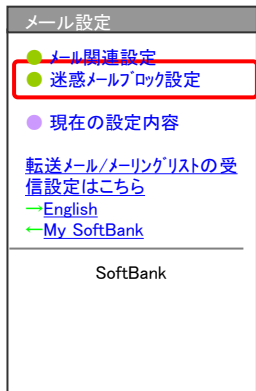 メール設定
● ﾒｰﾙ関連設定
● 迷惑ﾒｰﾙﾌﾞﾛｯｸ設定
● 現在の設定内容
転送ﾒｰﾙ/ﾒｰﾘﾝｸﾞﾘｽﾄの受
信設定はこちら
→English
←My SoftBank
SoftBank